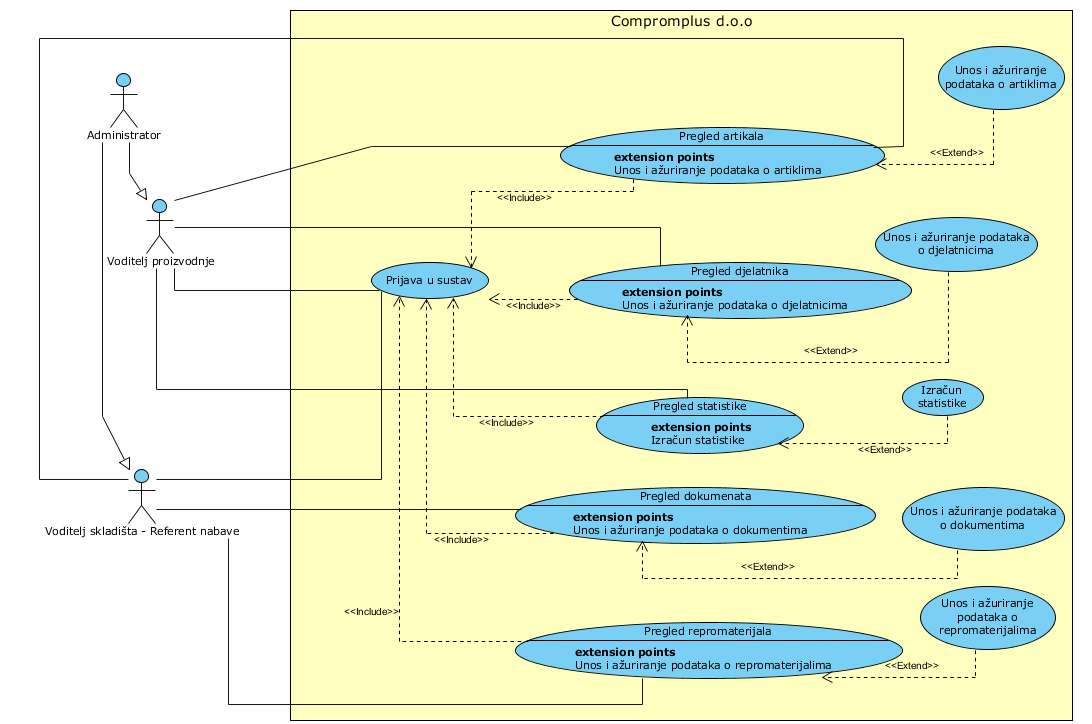 Compromplus d.o.o
Unos i ažuriranje
podataka o artiklima
Administrator
Pregled artikala
extension points
Unos i ažuriranje podataka o artiklima
<<Extend>>
<<Include>>
Voditelj proizvodnje
Unos i ažuriranje podataka
o djelatnicima
Prijava u sustav
Pregled djelatnika
extension points
Unos i ažuriranje podataka o djelatnicima
<<Include>>
<<Extend>>
Izračun
statistike
Pregled statistike
extension points
Izračun statistike
<<Include>>
<<Extend>>
Voditelj skladišta - Referent nabave
Pregled dokumenata
extension points
Unos i ažuriranje podataka o dokumentima
Unos i ažuriranje podataka
o dokumentima
<<Include>>
<<Extend>>
Unos i ažuriranje
podataka o
repromaterijalima
<<Include>>
Pregled repromaterijala
extension points
Unos i ažuriranje podataka o repromaterijalima
<<Extend>>